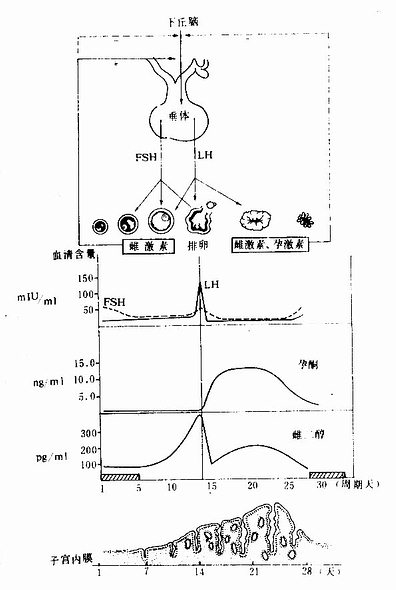 下丘脑
垂体
FSH
LH
雌激素
排卵
雌激素、孕激素
血清含量
150
mIU/ml
100
50
FSH
LH
15.0
孕酮
ng/ml
10.0
5.0
300
雌二醇
pg/ml
200
100
1 5 10 15 20 25 30 (周期天)
子宫内膜
1 7 14 21 28 (天)